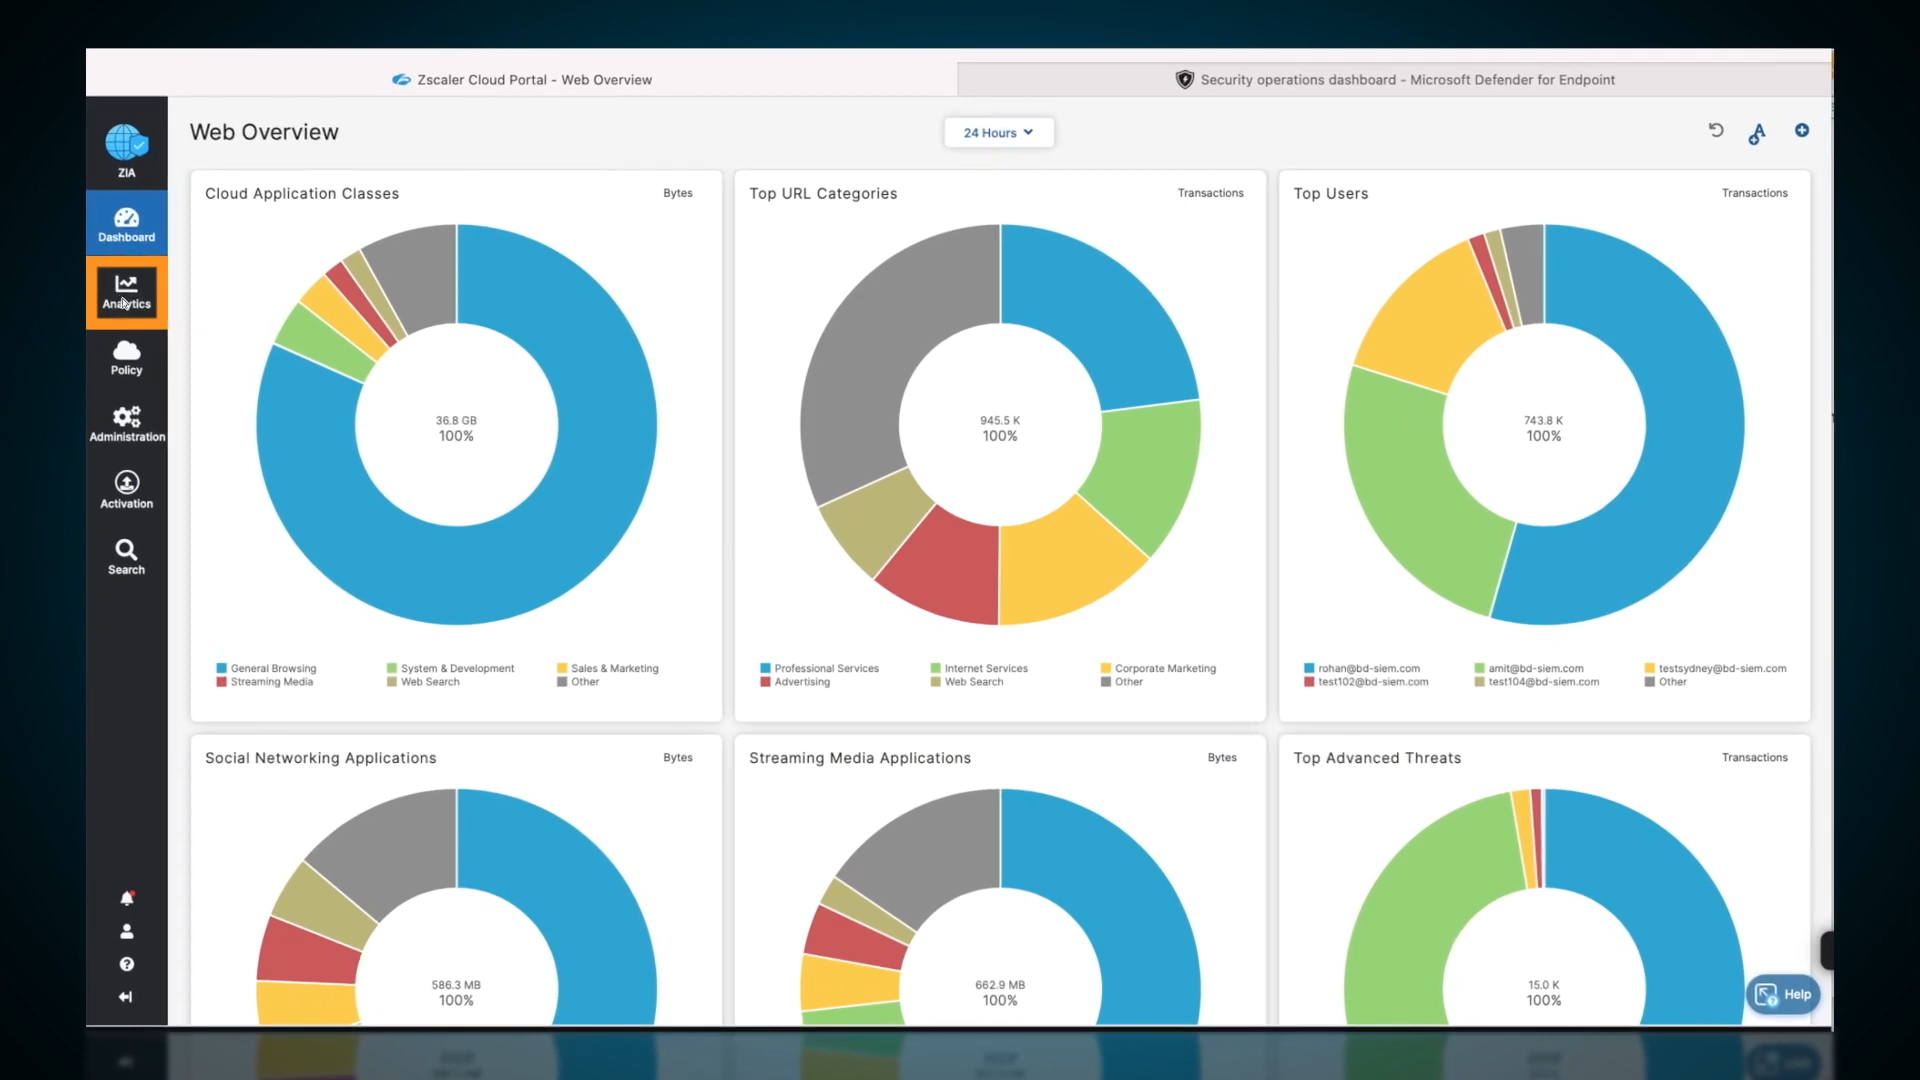 Zscaler Cloud Portal - Web Overview
Security operations dashboard - Microsoft Defender for Endpoint
ZIA
Dashboard
Analytics
Policy
Administration
Activation
Search
Web Overview
24 Hours
Cloud Application Classes
Bytes
36.8 GB
100%
General Browsing
System & Development
Sales & Marketing
Streaming Media
Web Search
Other
Top URL Categories
Transactions
945.5 K
100%
Professional Services
Internet Services
Corporate Marketing
Advertising
Web Search
Other
Top Users
Transactions
743.8 K
100%
rohan@bd-siem.com
amit@bd-siem.com
testsydney@bd-siem.com
test102@bd-siem.com
test104@bd-siem.com
Other
Social Networking Applications
Bytes
586.3 MB
100%
Streaming Media Applications
Bytes
662.9 MB
100%
Top Advanced Threats
Transactions
15.0 K
100%
Help